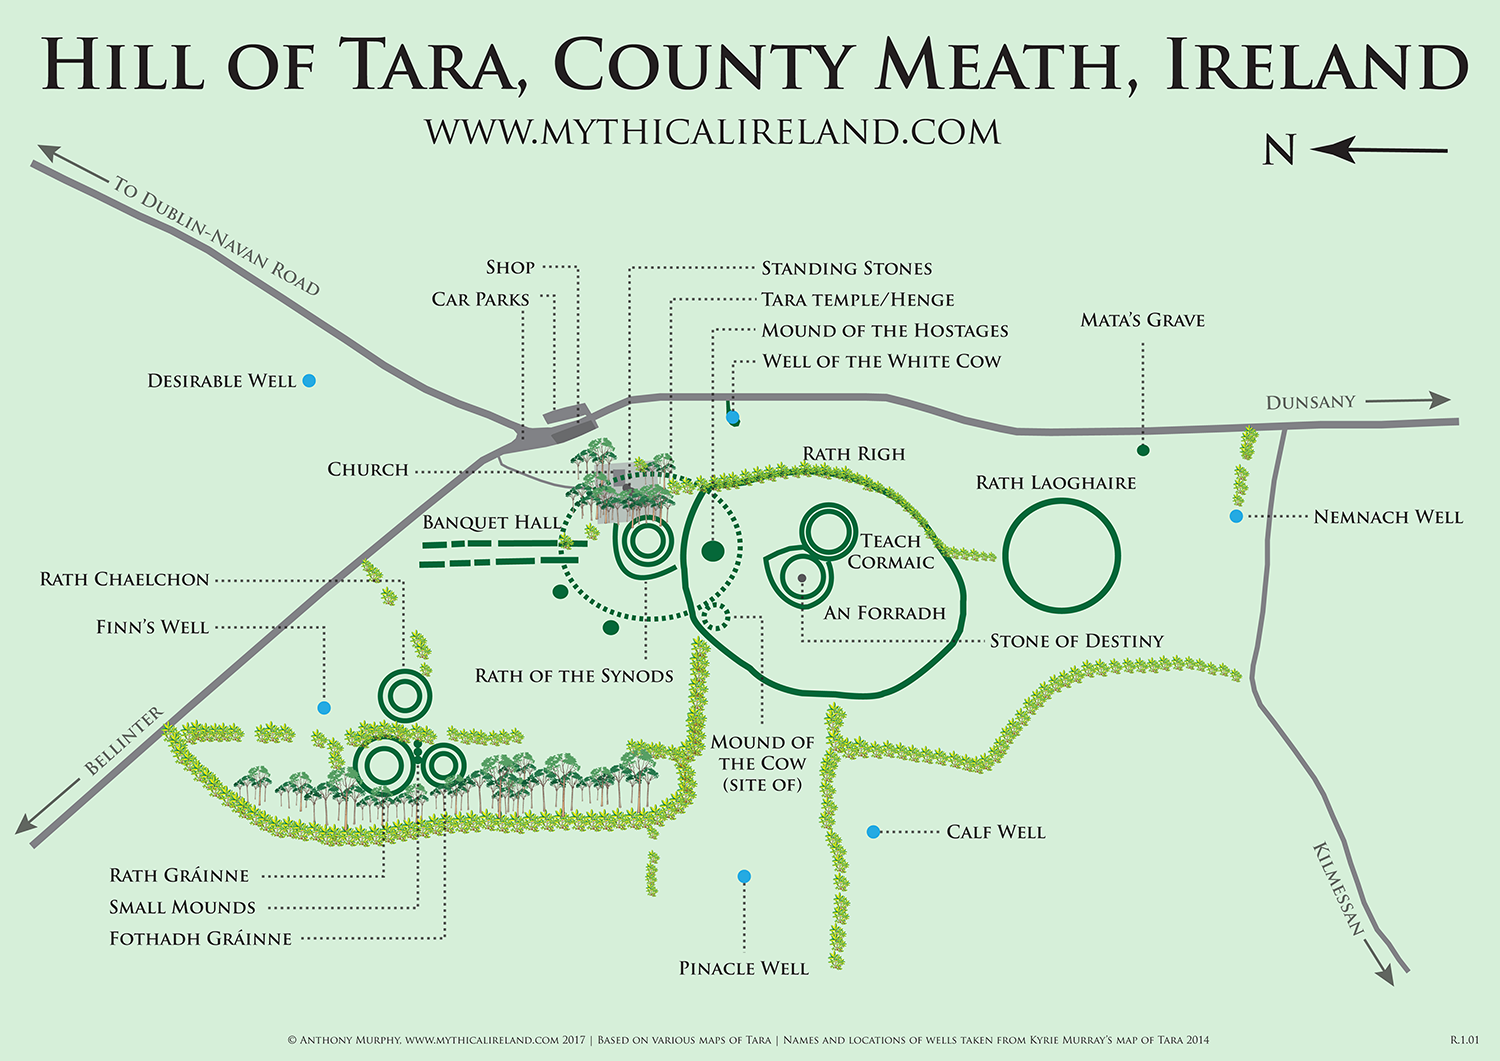 Hill of Tara, County Meath, Ireland
www.mythicalireland.com
N
To Dublin-Navan Road
Shop
Car Parks
Standing Stones
Tara temple/Henge
Mound of the Hostages
Well of the White Cow
Mata's Grave
Desirable Well
Dunsany
Church
Rath Righ
Rath Laoghaire
Banquet Hall
Nemnach Well
Teach
Cormaic
Rath Chaelchon
An Forradh
Finn's Well
Stone of Destiny
Rath of the Synods
Bellinter
Mound of
the Cow
(site of)
Calf Well
Kilmessan
Rath Gráinne
Small Mounds
Fothadh Gráinne
Pinacle Well
© Anthony Murphy, www.mythicalireland.com 2017 | Based on various maps of Tara | Names and locations of wells taken from Kyrie Murray's map of Tara 2014
R.1.01